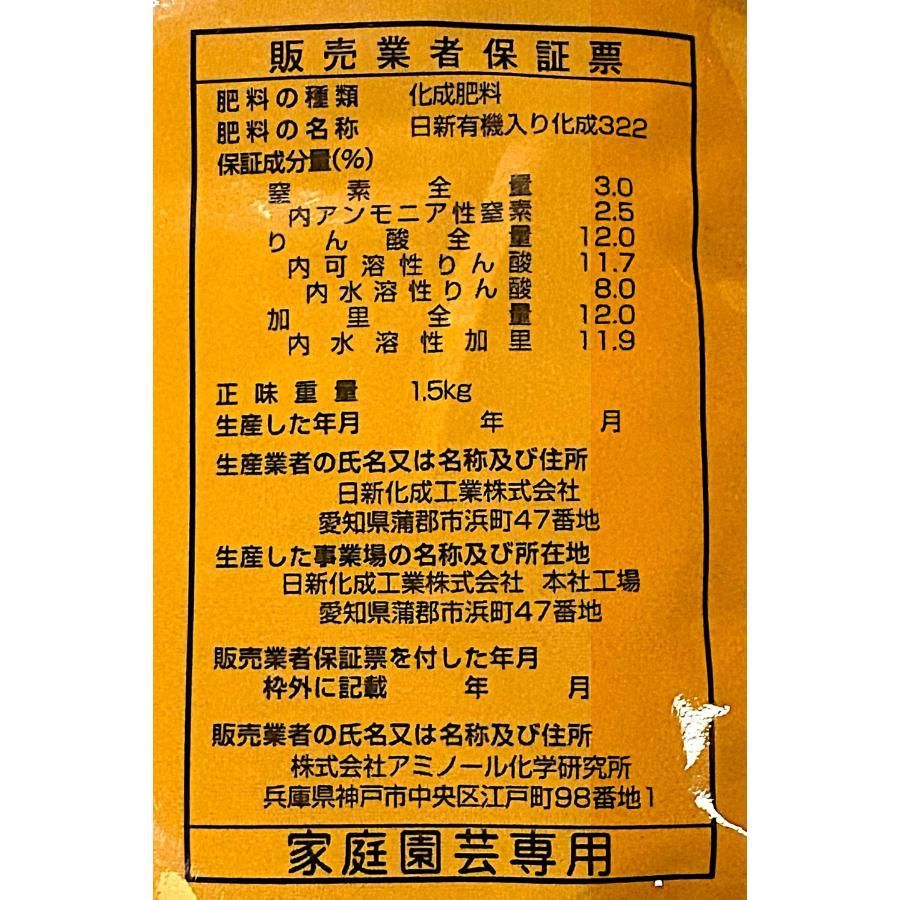 販売業者保証票
肥料の種類 化成肥料
肥料の名称 日新有機入り化成322
保証成分量(%)
窒素全量 3.0
内アンモニア性窒素 2.5
りん酸全量 12.0
内可溶性りん酸 11.7
内水溶性りん酸 8.0
加里全量 12.0
内水溶性加里 11.9
正味重量 1.5kg
生産した年月 年 月
生産業者の氏名又は名称及び住所
日新化成工業株式会社
愛知県蒲郡市浜町47番地
生産した事業場の名称及び所在地
日新化成工業株式会社 本社工場
愛知県蒲郡市浜町47番地
販売業者保証票を付した年月
枠外に記載 年 月
販売業者の氏名又は名称及び住所
株式会社アミノール化学研究所
兵庫県神戸市中央区江戸町98番地1
家庭園芸専用